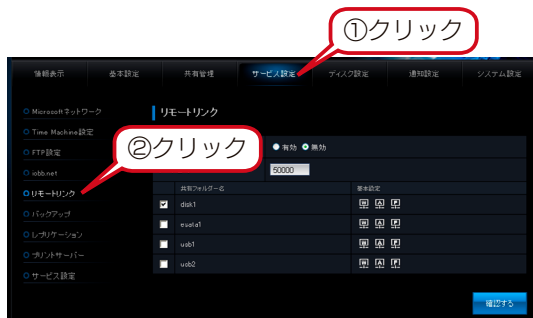 ①クリック
情報表示 基本設定 共有管理 サービス設定 ディスク設定 通知設定 システム設定
Microsoftネットワーク
Time Machine設定
FTP設定
iobb.net
リモートリンク
バックアップ
レプリケーション
プリントサーバー
サービス設定
②クリック
リモートリンク
有効 無効
50000
共有フォルダー名 基本設定
disk1
esata1
usb1
usb2
確認する